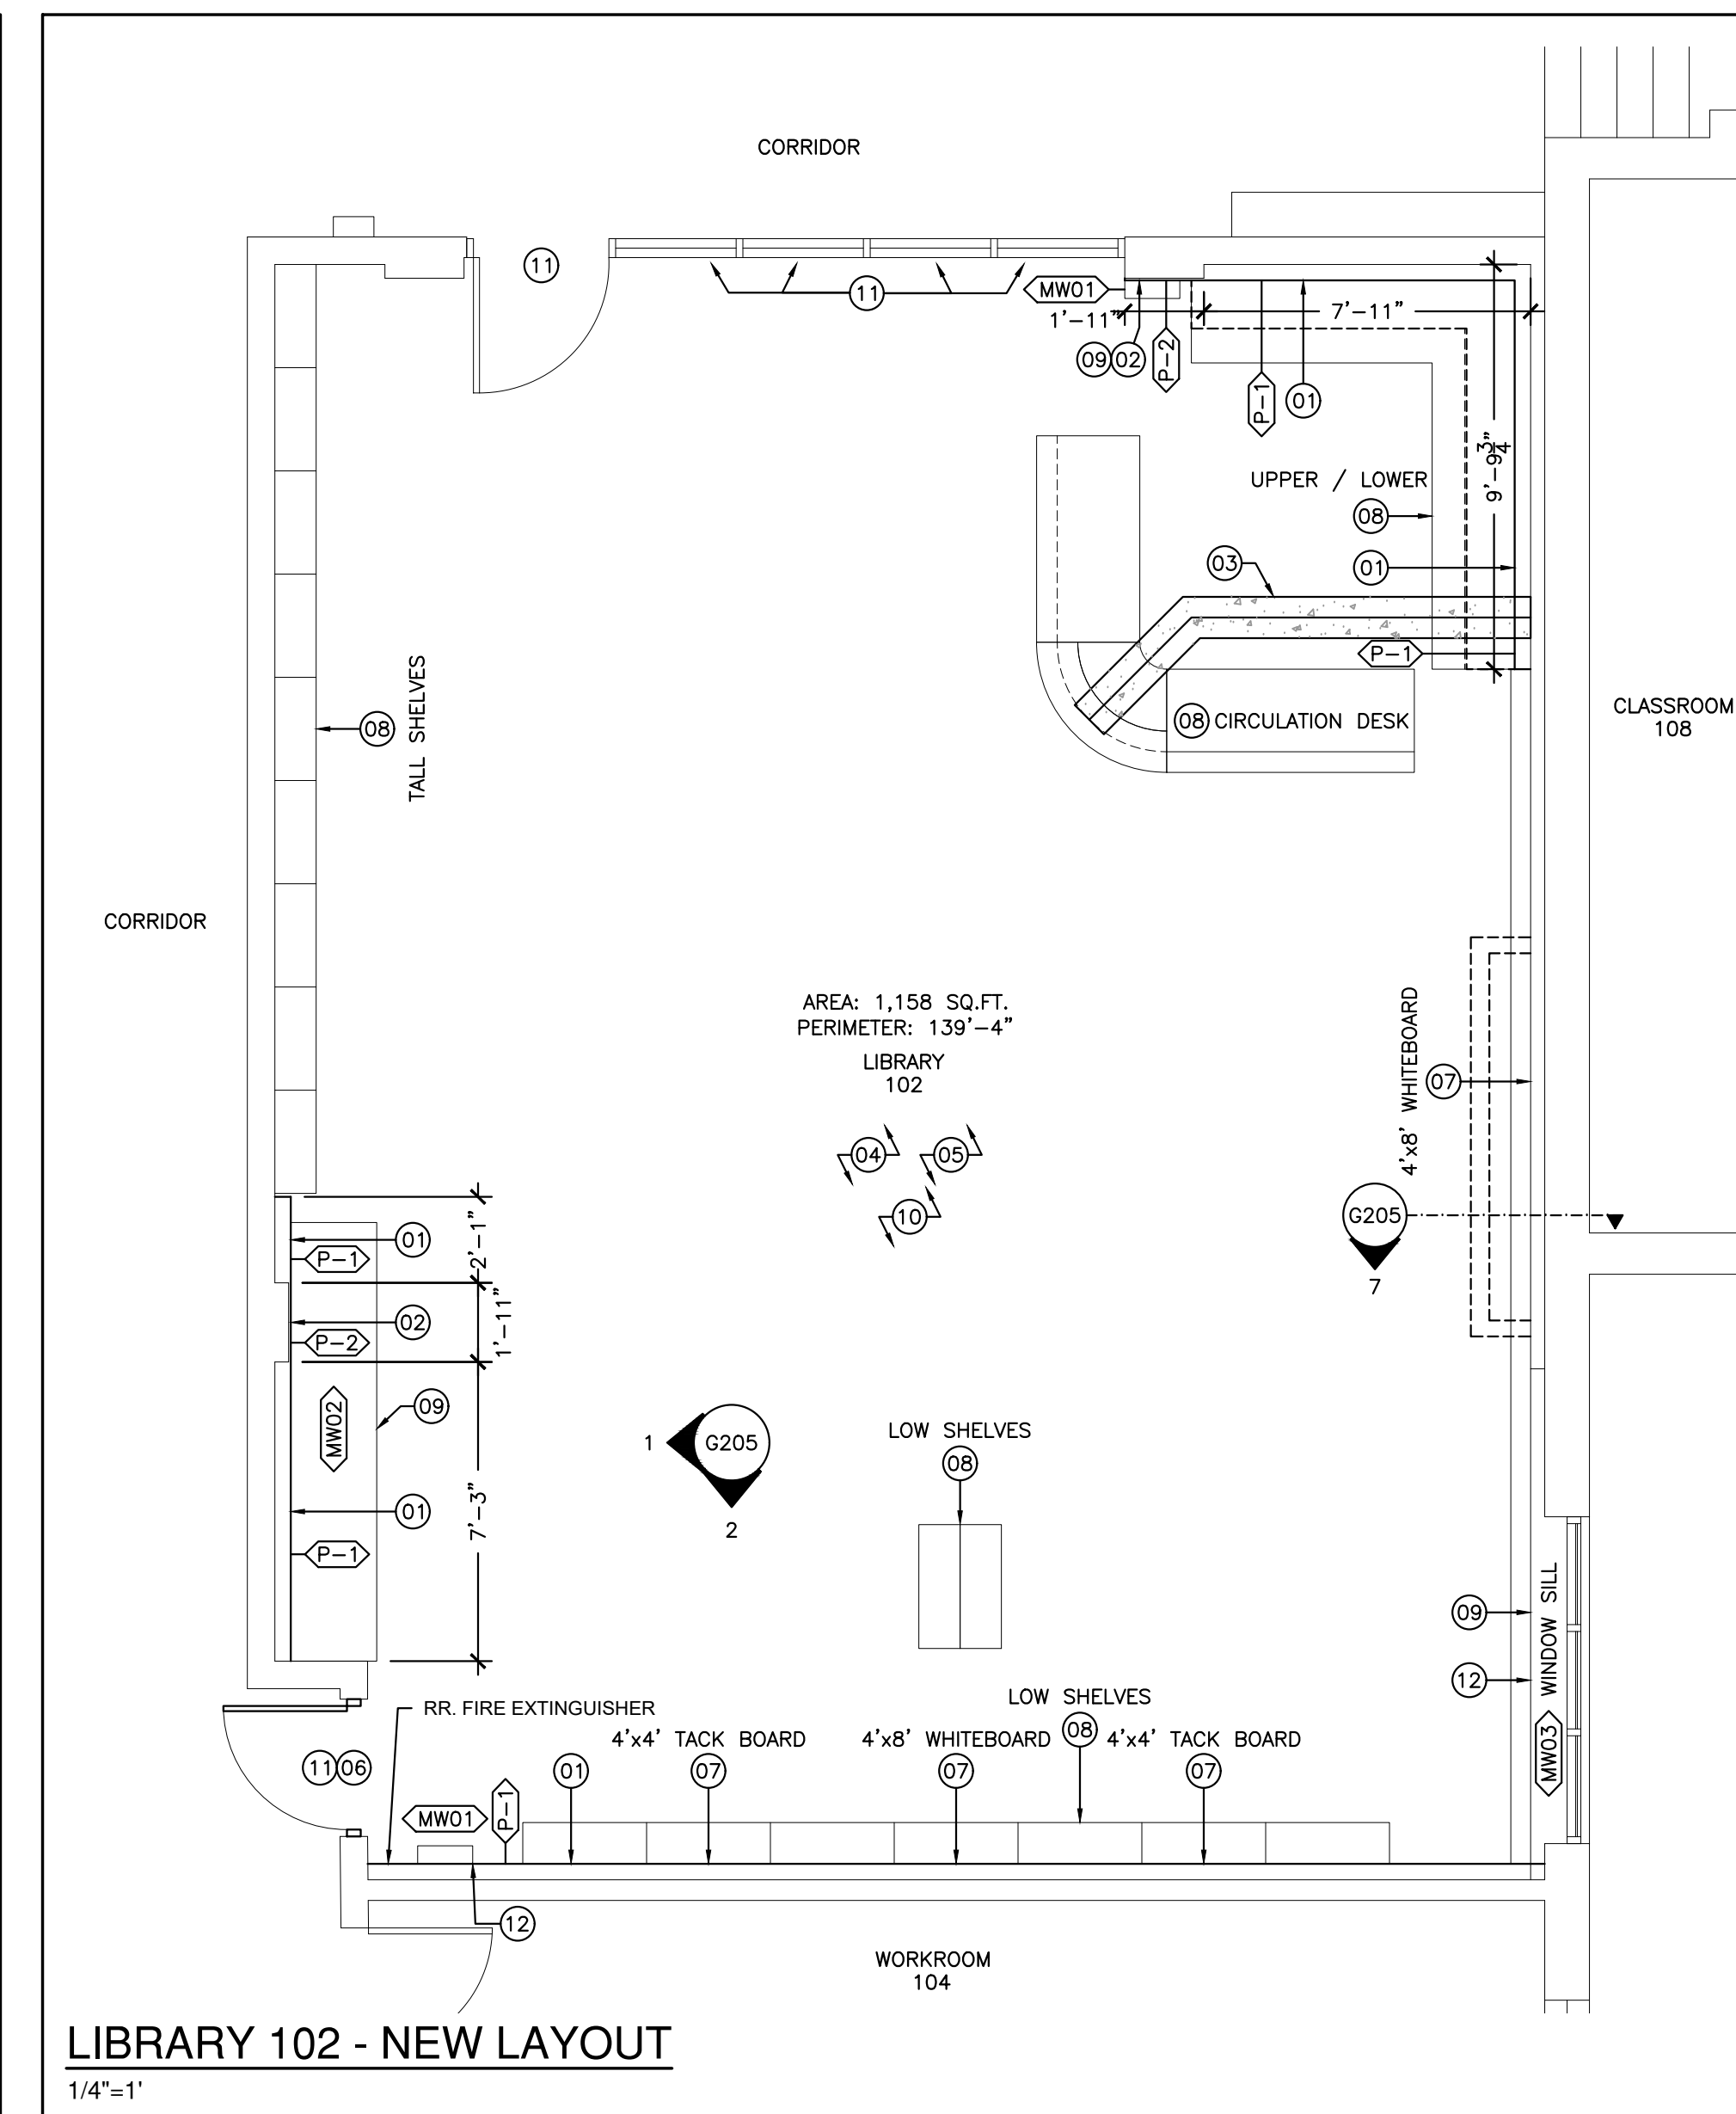 CORRIDOR
11
11
MW01
1'-11"
7'-11"
09
02
P-2
P-1
01
9'-9 3/4"
UPPER / LOWER
08
03
01
P-1
TALL SHELVES
08
08 CIRCULATION DESK
CLASSROOM
108
CORRIDOR
AREA: 1,158 SQ.FT.
PERIMETER: 139'-4"
LIBRARY
102
4'x8' WHITEBOARD
07
04
05
10
G205
7
01
P-1
2'-1"
02
P-2
1'-11"
MW02
09
7'-3"
01
P-1
1
G205
2
LOW SHELVES
08
09
WINDOW SILL
12
MW03
RR. FIRE EXTINGUISHER
LOW SHELVES
08
4'x4' TACK BOARD
4'x8' WHITEBOARD
4'x4' TACK BOARD
11
06
01
07
07
07
MW01
P-1
12
WORKROOM
104
LIBRARY 102 - NEW LAYOUT
1/4"=1'